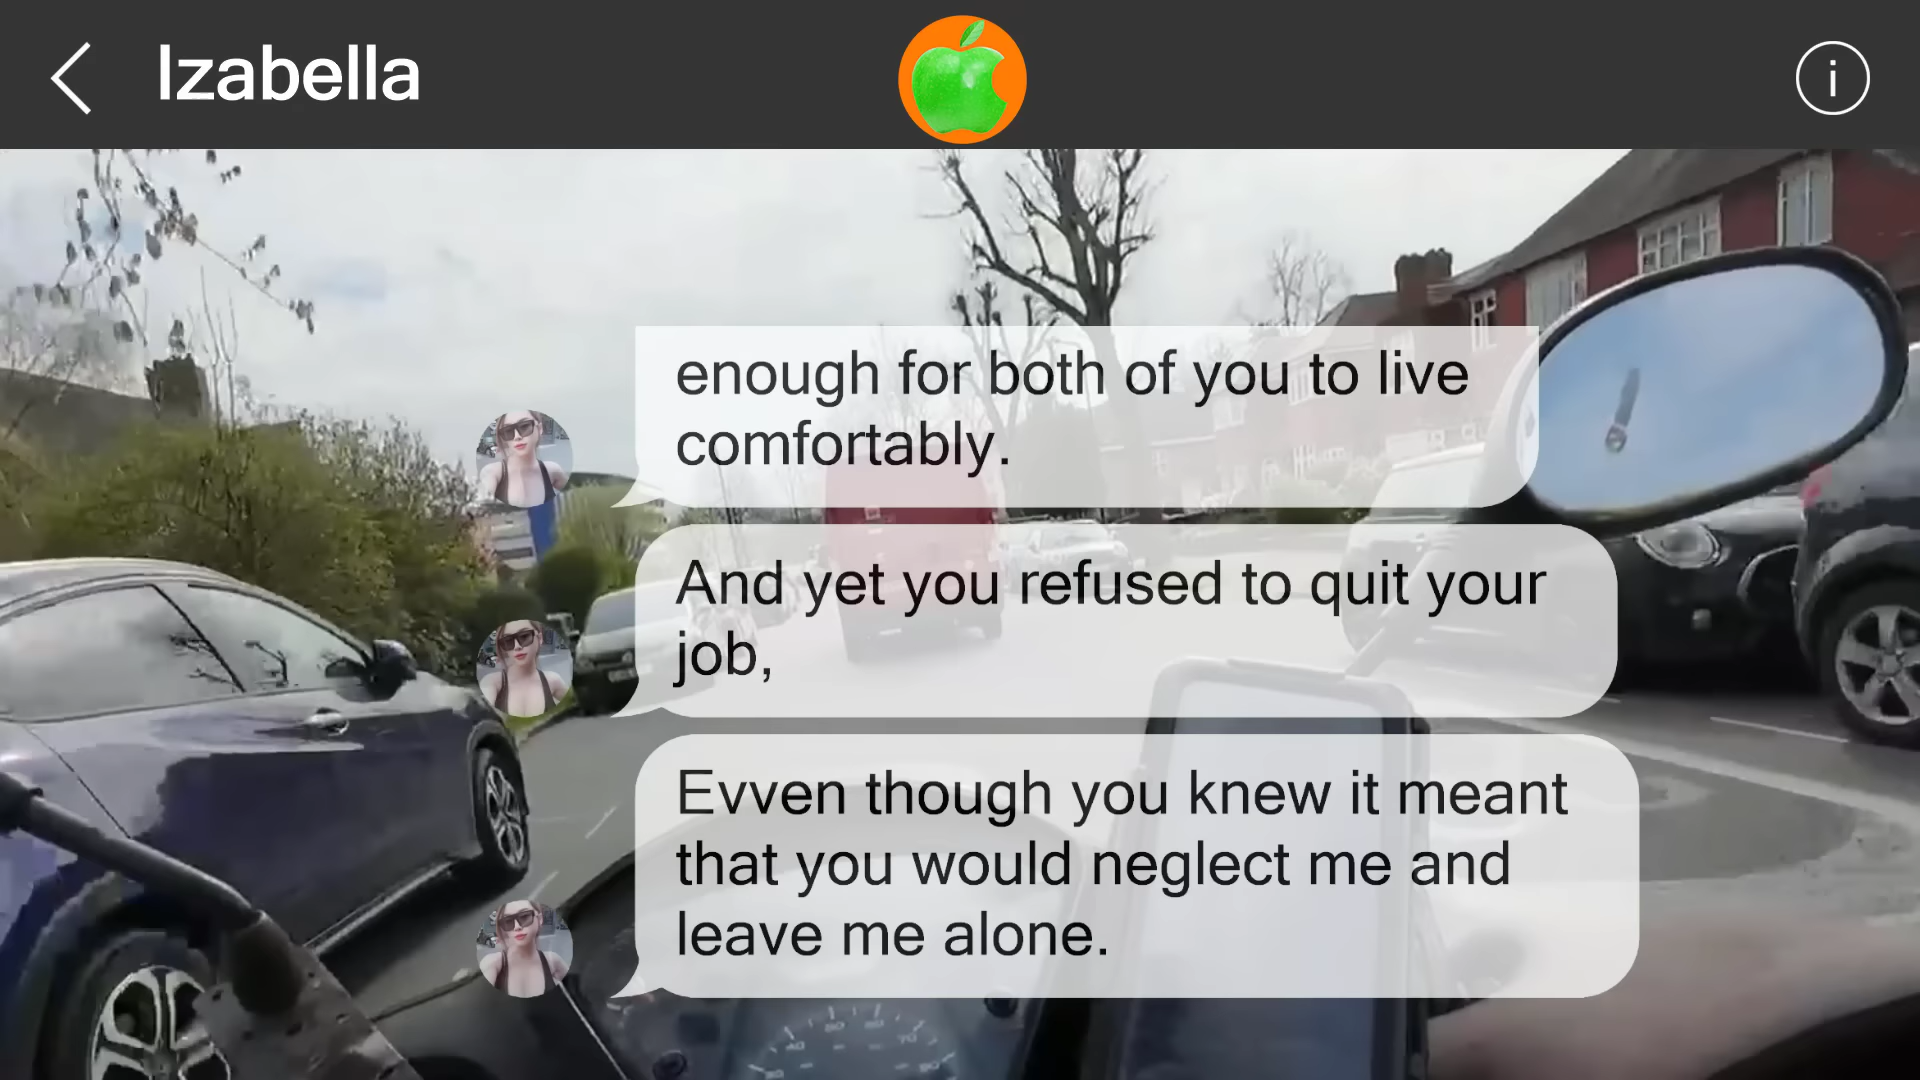 Izabella
enough for both of you to live
comfortably.
And yet you refused to quit your
job,
Evven though you knew it meant
that you would neglect me and
leave me alone.